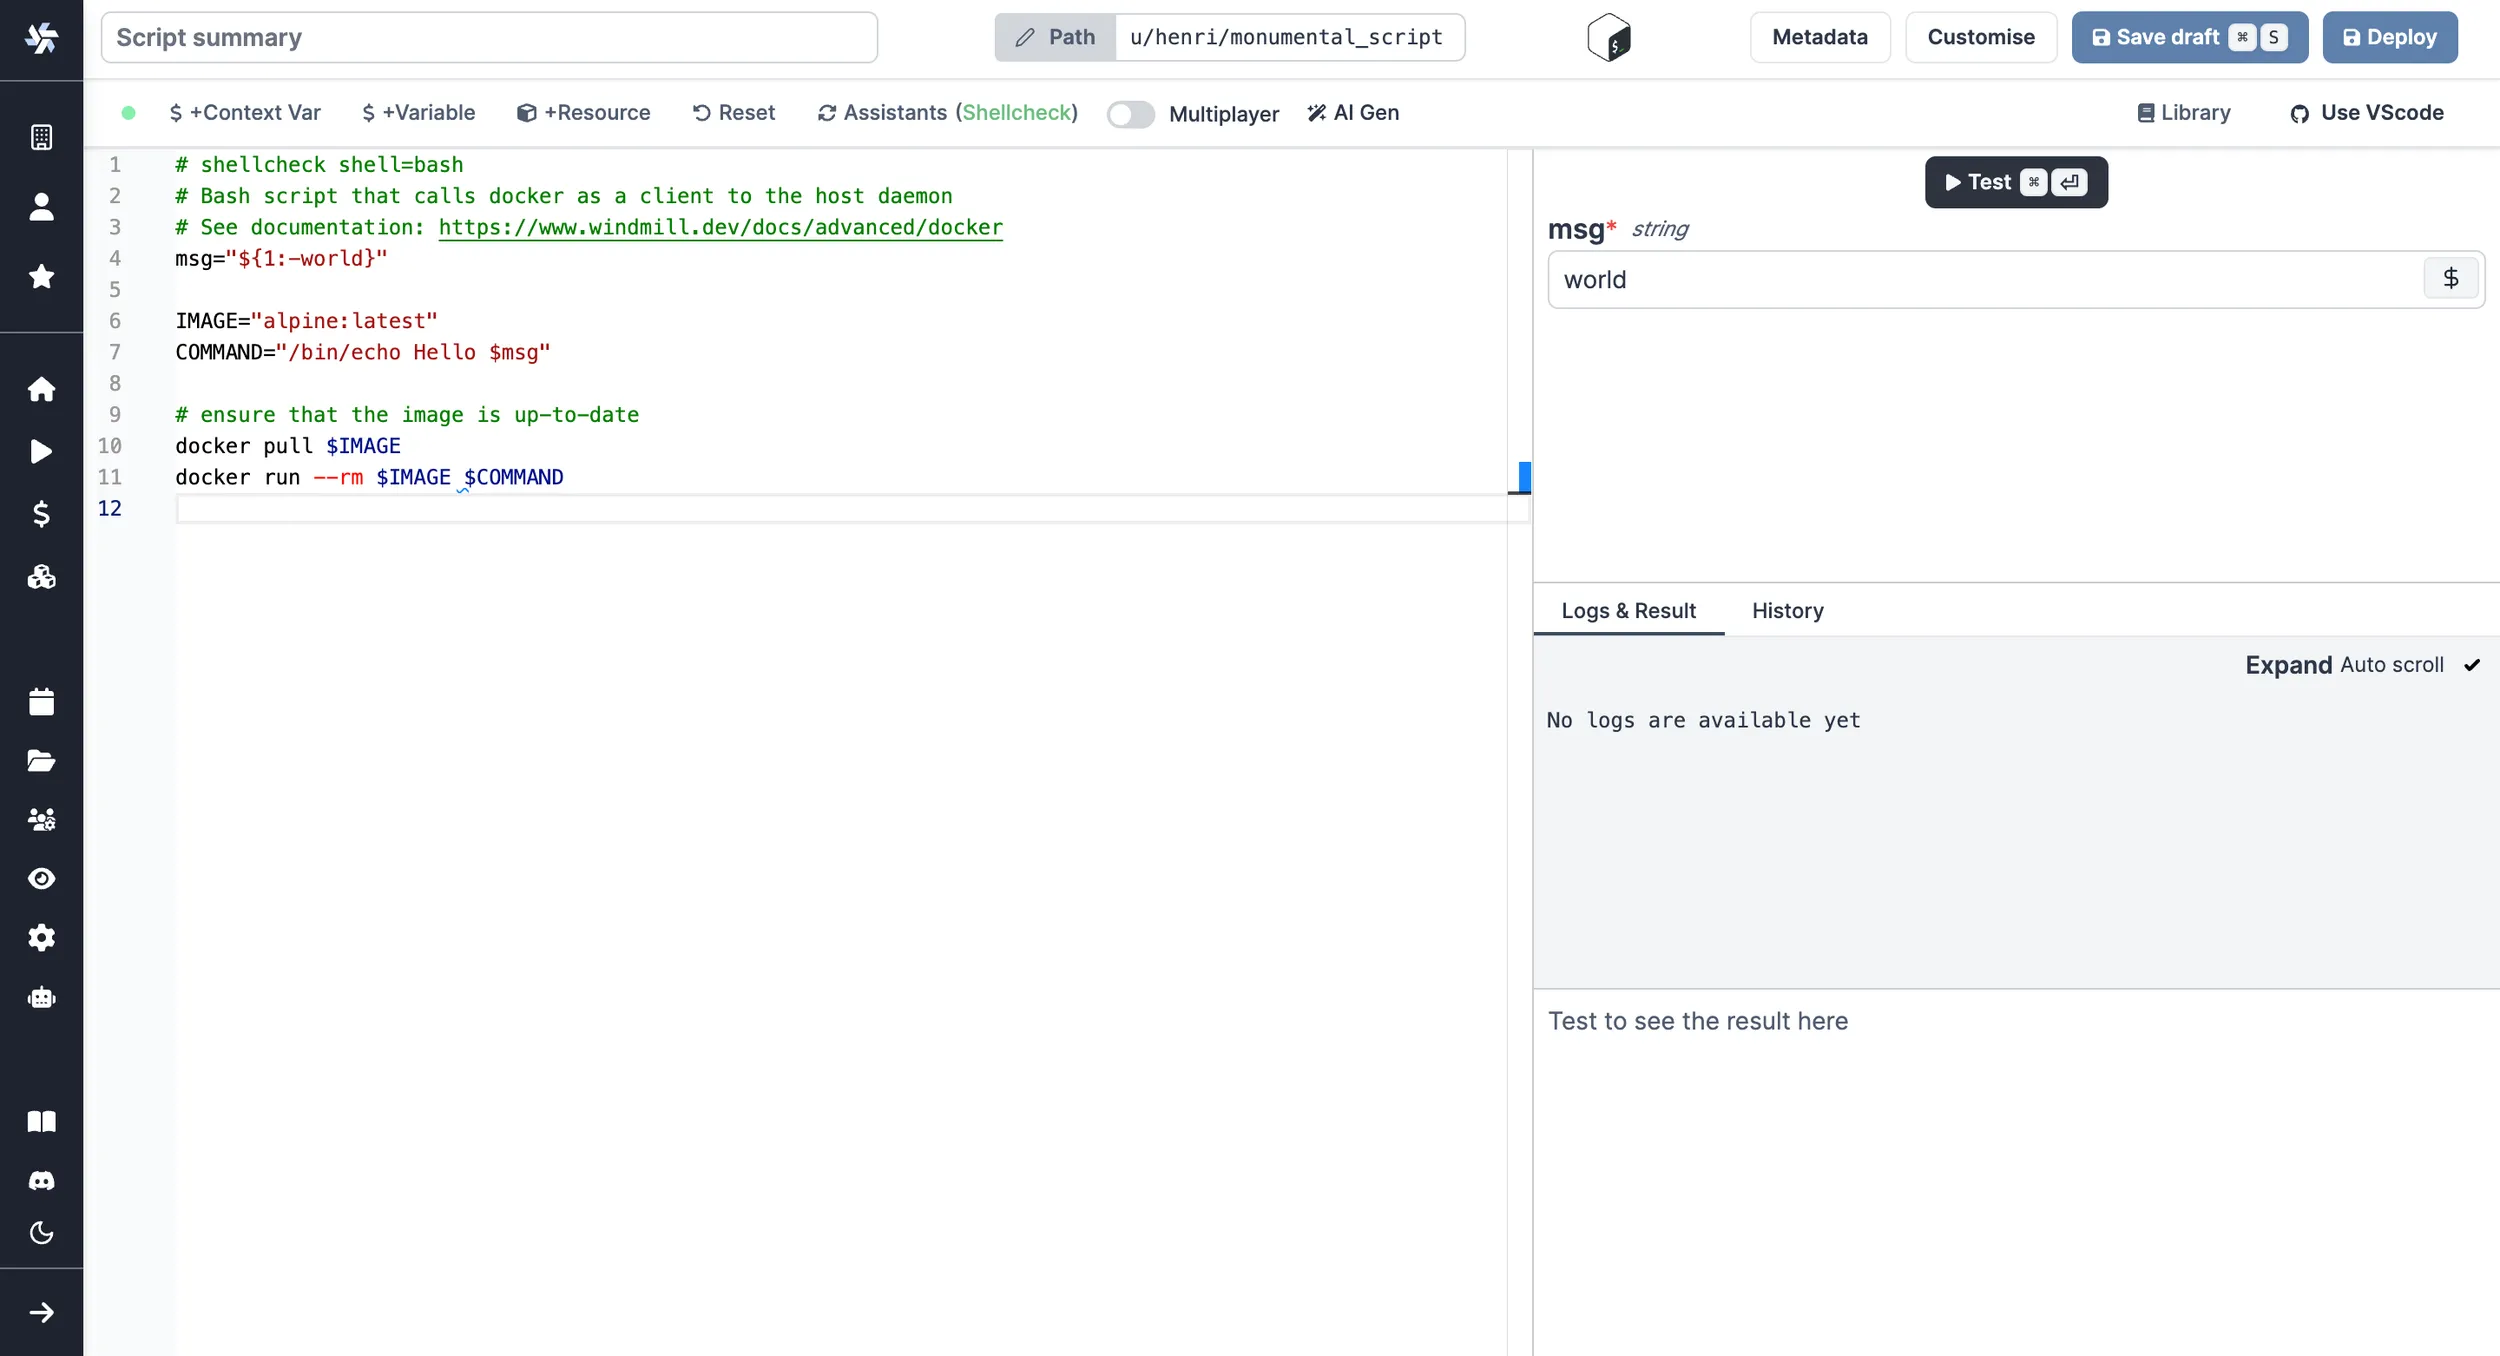 Script summary
Path u/henri/monumental_script
Metadata
Customise
Save draft ⌘ S
Deploy
$ +Context Var
$ +Variable
+Resource
Reset
Assistants (Shellcheck)
Multiplayer
AI Gen
Library
Use VScode
1 # shellcheck shell=bash
2 # Bash script that calls docker as a client to the host daemon
3 # See documentation: https://www.windmill.dev/docs/advanced/docker
4 msg="${1:-world}"
5
6 IMAGE="alpine:latest"
7 COMMAND="/bin/echo Hello $msg"
8
9 # ensure that the image is up-to-date
10 docker pull $IMAGE
11 docker run --rm $IMAGE $COMMAND
12
Test ⌘
msg* string
world $
Logs & Result
History
Expand Auto scroll
No logs are available yet
Test to see the result here